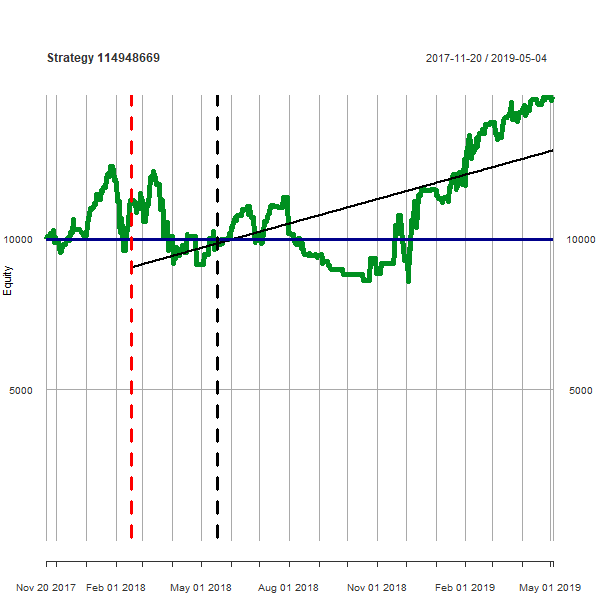 Strategy 114948669
2017-11-20 / 2019-05-04
10000
10000
Equity
5000
5000
Nov 20 2017
Feb 01 2018
May 01 2018
Aug 01 2018
Nov 01 2018
Feb 01 2019
May 01 2019